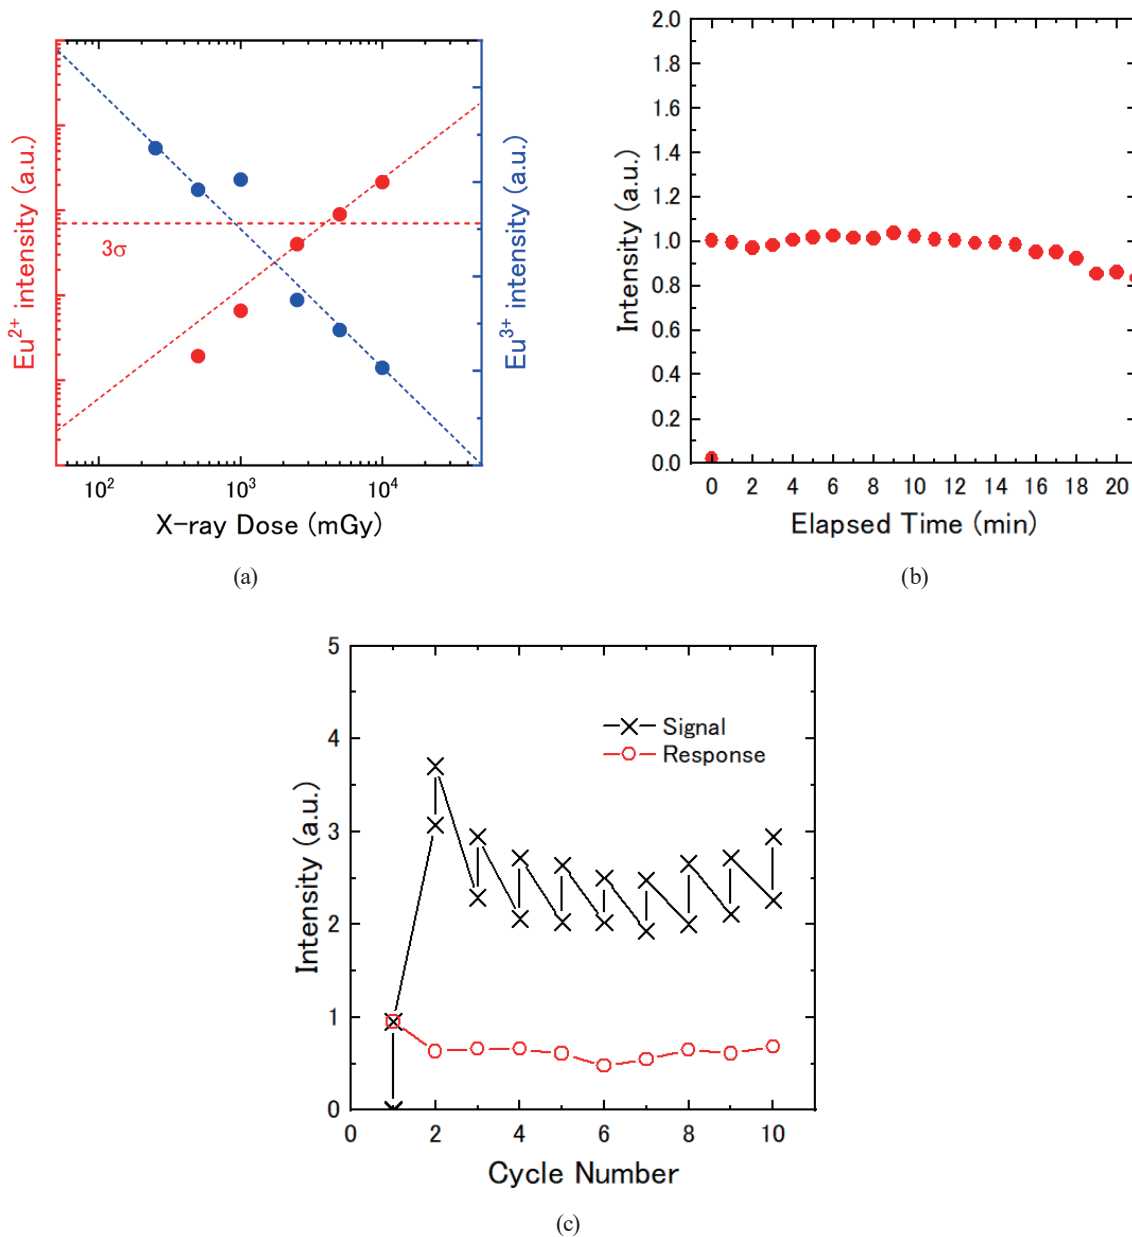 Eu²⁺ intensity (a.u.)
3σ
Eu³⁺ intensity (a.u.)
10² 10³ 10⁴
X-ray Dose (mGy)
(a)
2.0
1.8
1.6
1.4
1.2
1.0
0.8
0.6
0.4
0.2
0.0
Intensity (a.u.)
0 2 4 6 8 10 12 14 16 18 20
Elapsed Time (min)
(b)
5
4
3
2
1
0
Intensity (a.u.)
Signal
Response
0 2 4 6 8 10
Cycle Number
(c)